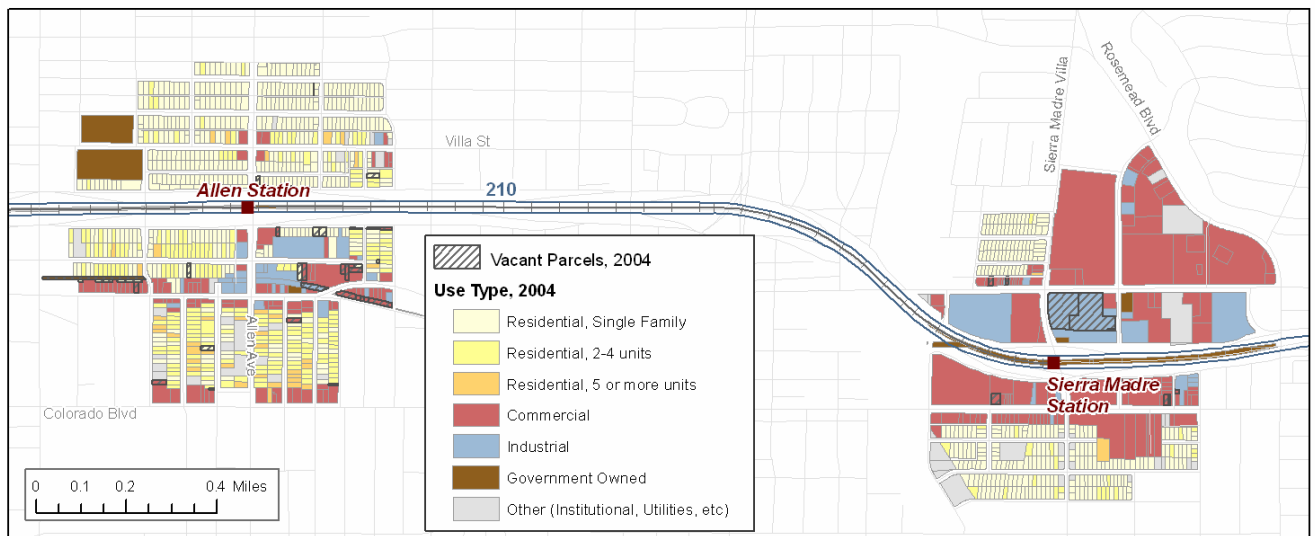 Rosemead Blvd
Sierra Madre Villa
Villa St
Allen Station
210
Vacant Parcels, 2004
Use Type, 2004
Residential, Single Family
Residential, 2-4 units
Residential, 5 or more units
Commercial
Industrial
Government Owned
Other (Institutional, Utilities, etc)
Allen Ave
Sierra Madre
Station
Colorado Blvd
0 0.1 0.2 0.4 Miles